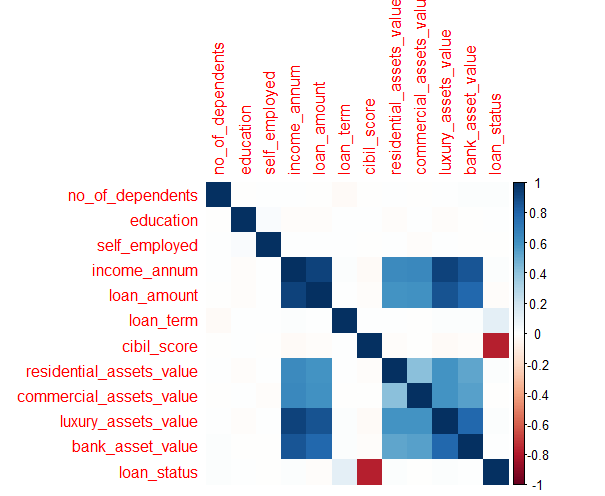 no_of_dependents
education
self_employed
income_annum
loan_amount
loan_term
cibil_score
residential_assets_value
commercial_assets_value
luxury_assets_value
bank_asset_value
loan_status
no_of_dependents
education
self_employed
income_annum
loan_amount
loan_term
cibil_score
residential_assets_value
commercial_assets_value
luxury_assets_value
bank_asset_value
loan_status
1
0.8
0.6
0.4
0.2
0
-0.2
-0.4
-0.6
-0.8
-1